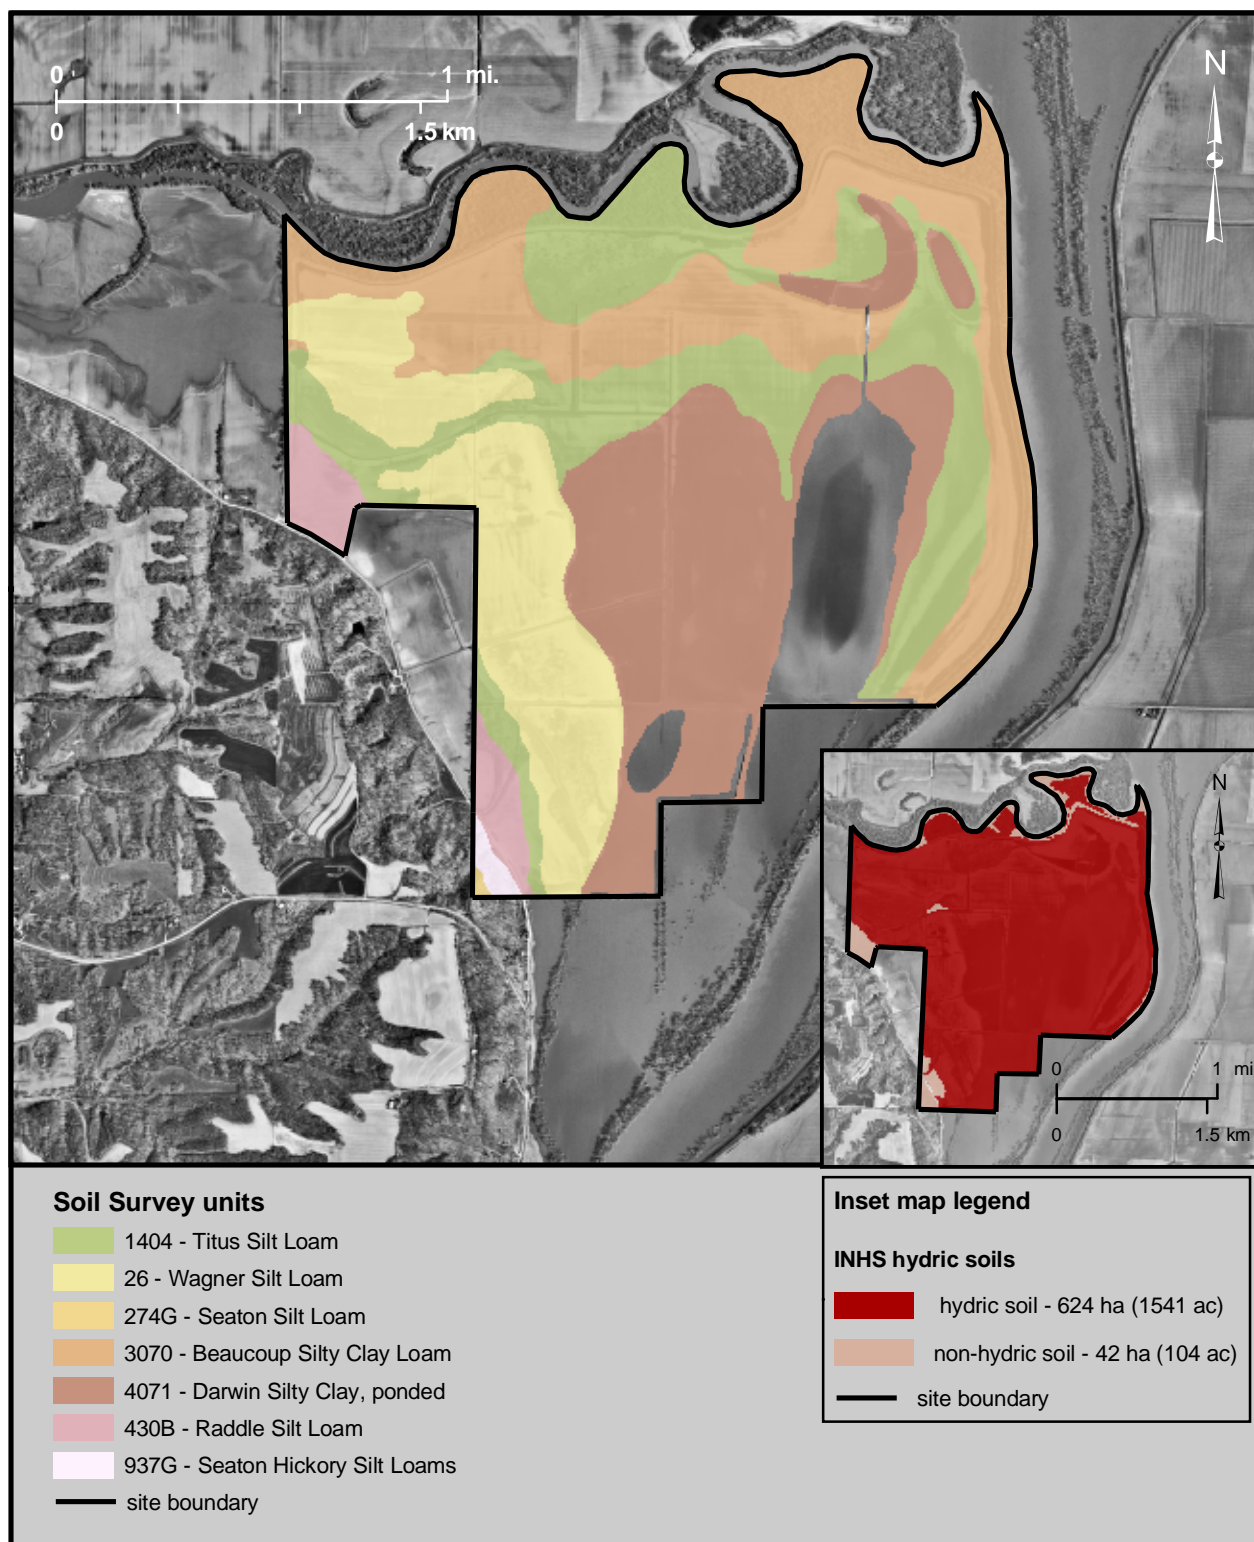 0 1 mi.
0 1.5 km
N
N
0 1 mi
0 1.5 km
Soil Survey units
1404 - Titus Silt Loam
26 - Wagner Silt Loam
274G - Seaton Silt Loam
3070 - Beaucoup Silty Clay Loam
4071 - Darwin Silty Clay, ponded
430B - Raddle Silt Loam
937G - Seaton Hickory Silt Loams
site boundary
Inset map legend
INHS hydric soils
hydric soil - 624 ha (1541 ac)
non-hydric soil - 42 ha (104 ac)
site boundary